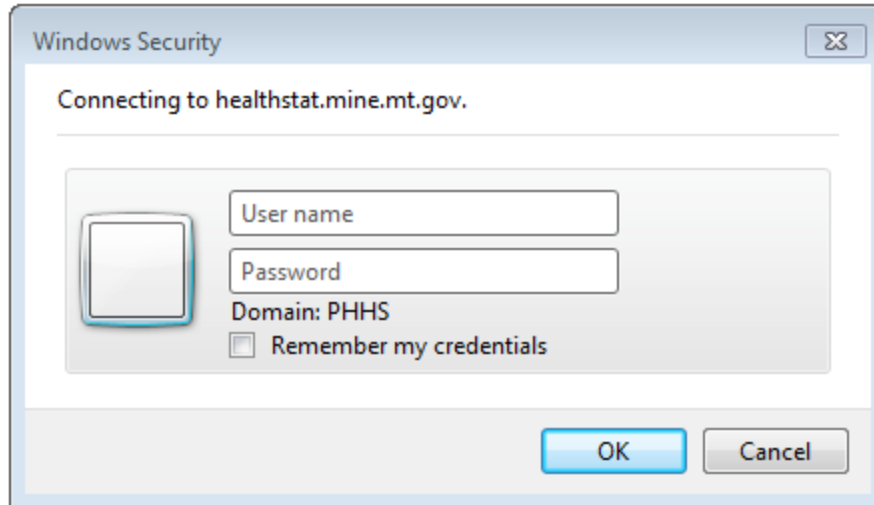 Windows Security
Connecting to healthstat.mine.mt.gov.
User name
Password
Domain: PHHS
Remember my credentials
OK
Cancel